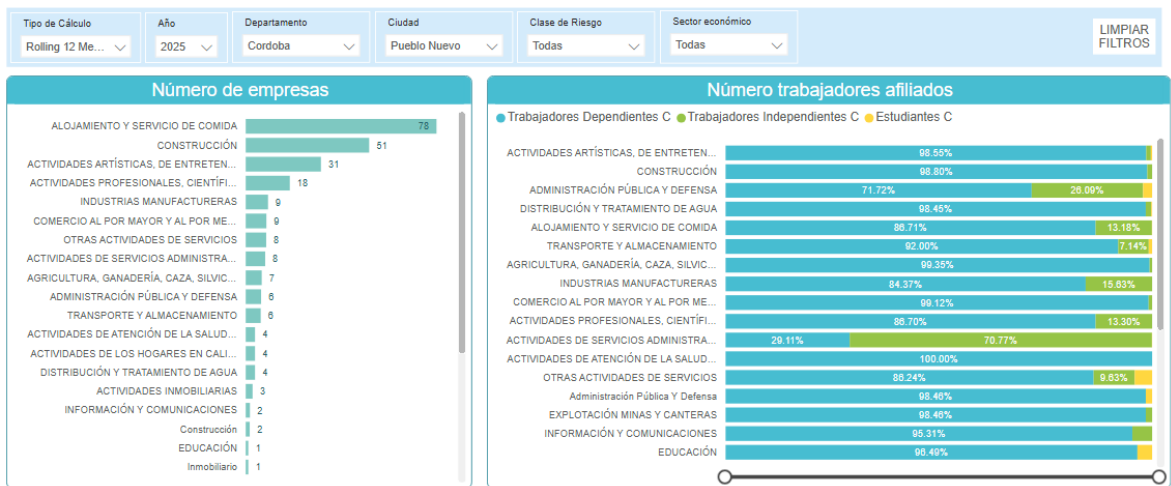 Tipo de Cálculo Año Departamento Ciudad Clase de Riesgo Sector económico
Rolling 12 Me... 2025 Cordoba Pueblo Nuevo Todas Todas
LIMPIAR
FILTROS
Número de empresas
ALOJAMIENTO Y SERVICIO DE COMIDA 78
CONSTRUCCIÓN 51
ACTIVIDADES ARTÍSTICAS, DE ENTRETEN... 31
ACTIVIDADES PROFESIONALES, CIENTÍFI... 18
INDUSTRIAS MANUFACTURERAS 9
COMERCIO AL POR MAYOR Y AL POR ME... 9
OTRAS ACTIVIDADES DE SERVICIOS 8
ACTIVIDADES DE SERVICIOS ADMINISTRA... 8
AGRICULTURA, GANADERÍA, CAZA, SILVIC... 7
ADMINISTRACIÓN PÚBLICA Y DEFENSA 6
TRANSPORTE Y ALMACENAMIENTO 6
ACTIVIDADES DE ATENCIÓN DE LA SALUD... 4
ACTIVIDADES DE LOS HOGARES EN CALI... 4
DISTRIBUCIÓN Y TRATAMIENTO DE AGUA 4
ACTIVIDADES INMOBILIARIAS 3
INFORMACIÓN Y COMUNICACIONES 2
Construcción 2
EDUCACIÓN 1
Inmobiliario 1
Número trabajadores afiliados
Trabajadores Dependientes C Trabajadores Independientes C Estudiantes C
ACTIVIDADES ARTÍSTICAS, DE ENTRETEN... 98.55%
CONSTRUCCIÓN 98.80%
ADMINISTRACIÓN PÚBLICA Y DEFENSA 71.72% 26.09%
DISTRIBUCIÓN Y TRATAMIENTO DE AGUA 98.45%
ALOJAMIENTO Y SERVICIO DE COMIDA 86.71% 13.18%
TRANSPORTE Y ALMACENAMIENTO 92.00% 7.14%
AGRICULTURA, GANADERÍA, CAZA, SILVIC... 99.35%
INDUSTRIAS MANUFACTURERAS 84.37% 15.63%
COMERCIO AL POR MAYOR Y AL POR ME... 99.12%
ACTIVIDADES PROFESIONALES, CIENTÍFI... 86.70% 13.30%
ACTIVIDADES DE SERVICIOS ADMINISTRA... 29.11% 70.77%
ACTIVIDADES DE ATENCIÓN DE LA SALUD... 100.00%
OTRAS ACTIVIDADES DE SERVICIOS 86.24% 9.63%
Administración Pública Y Defensa 98.46%
EXPLOTACIÓN MINAS Y CANTERAS 98.46%
INFORMACIÓN Y COMUNICACIONES 95.31%
EDUCACIÓN 96.49%